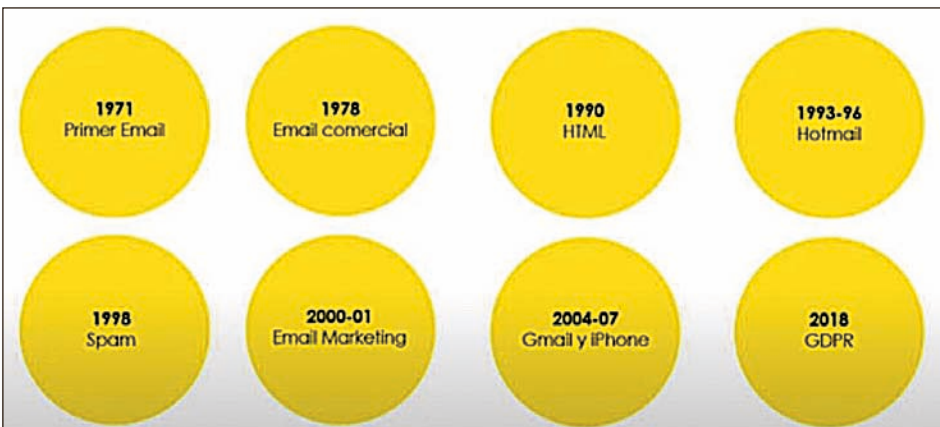 1971
Primer Email
1978
Email comercial
1990
HTML
1993-96
Hotmail
1998
Spam
2000-01
Email Marketing
2004-07
Gmail y iPhone
2018
GDPR